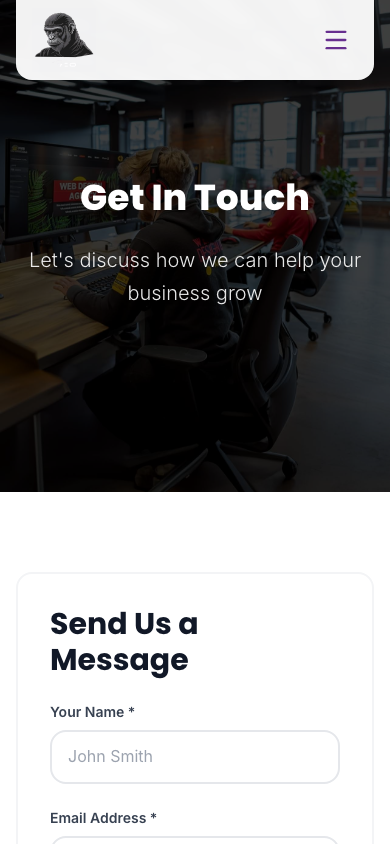 Get In Touch
Let's discuss how we can help your
business grow
Send Us a
Message
Your Name *
John Smith
Email Address *